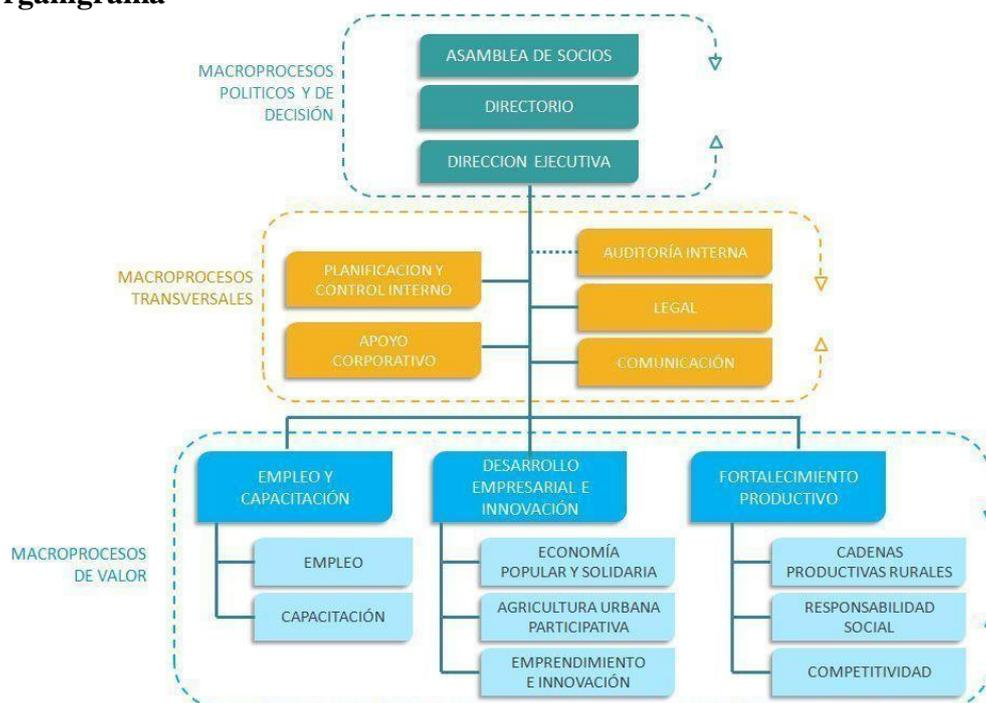 MACROPROCESOS
POLITICOS Y DE
DECISIÓN
ASAMBLEA DE SOCIOS
DIRECTORIO
DIRECCION EJECUTIVA
MACROPROCESOS
TRANSVERSALES
PLANIFICACION Y
CONTROL INTERNO
APOYO
CORPORATIVO
AUDITORÍA INTERNA
LEGAL
COMUNICACIÓN
MACROPROCESOS
DE VALOR
EMPLEO Y
CAPACITACIÓN
EMPLEO
CAPACITACIÓN
DESARROLLO
EMPRESARIAL E
INNOVACIÓN
ECONOMÍA
POPULAR Y SOLIDARIA
AGRICULTURA URBANA
PARTICIPATIVA
EMPRENDIMIENTO
E INNOVACIÓN
FORTALECIMIENTO
PRODUCTIVO
CADENAS
PRODUCTIVAS RURALES
RESPONSABILIDAD
SOCIAL
COMPETITIVIDAD